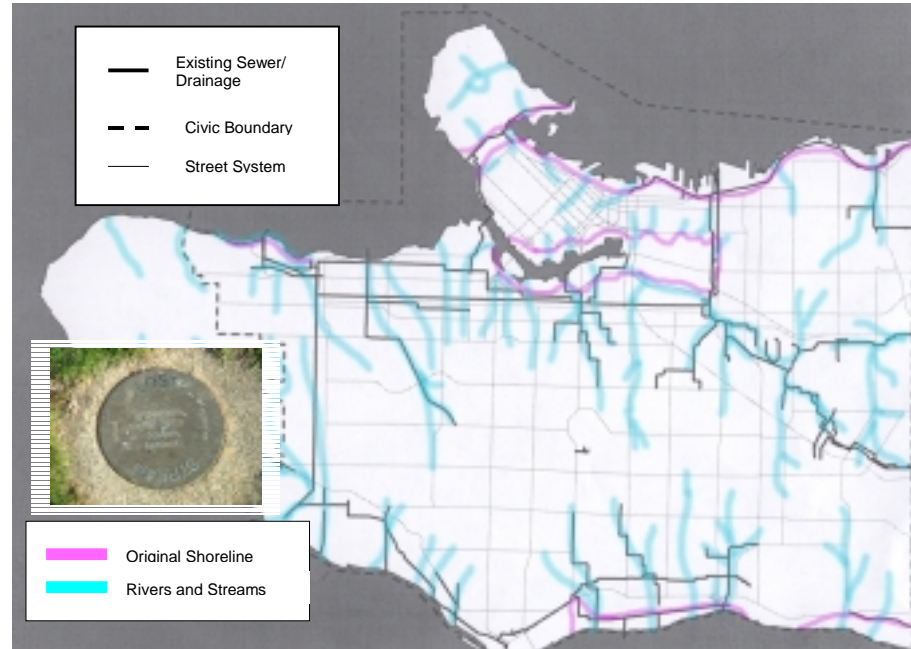 Existing Sewer/
Drainage
Civic Boundary
Street System
Original Shoreline
Rivers and Streams